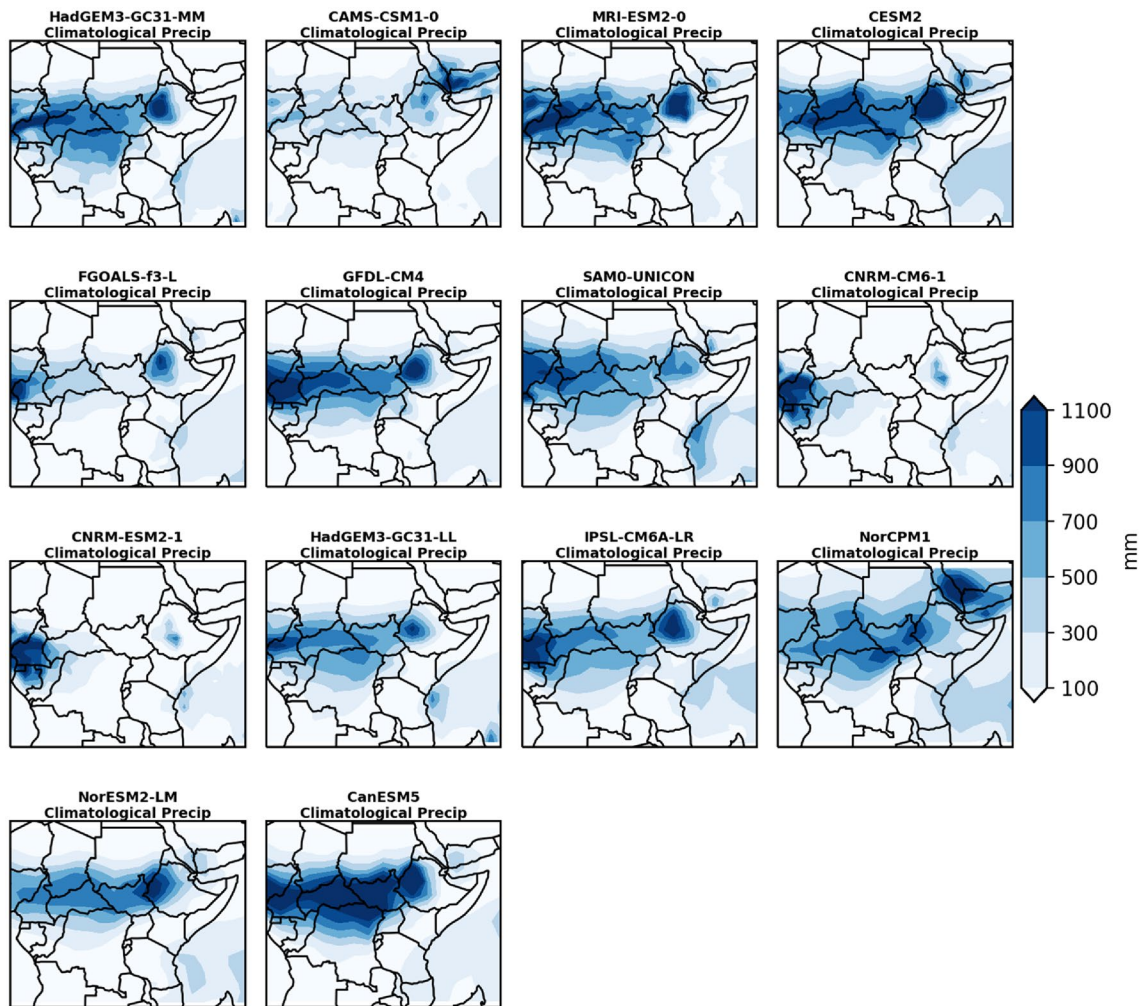 HadGEM3-GC31-MM
Climatological Precip
CAMS-CSM1-0
Climatological Precip
MRI-ESM2-0
Climatological Precip
CESM2
Climatological Precip
FGOALS-f3-L
Climatological Precip
GFDL-CM4
Climatological Precip
SAM0-UNICON
Climatological Precip
CNRM-CM6-1
Climatological Precip
CNRM-ESM2-1
Climatological Precip
HadGEM3-GC31-LL
Climatological Precip
IPSL-CM6A-LR
Climatological Precip
NorCPM1
Climatological Precip
NorESM2-LM
Climatological Precip
CanESM5
Climatological Precip
1100
900
700
500
300
100
mm